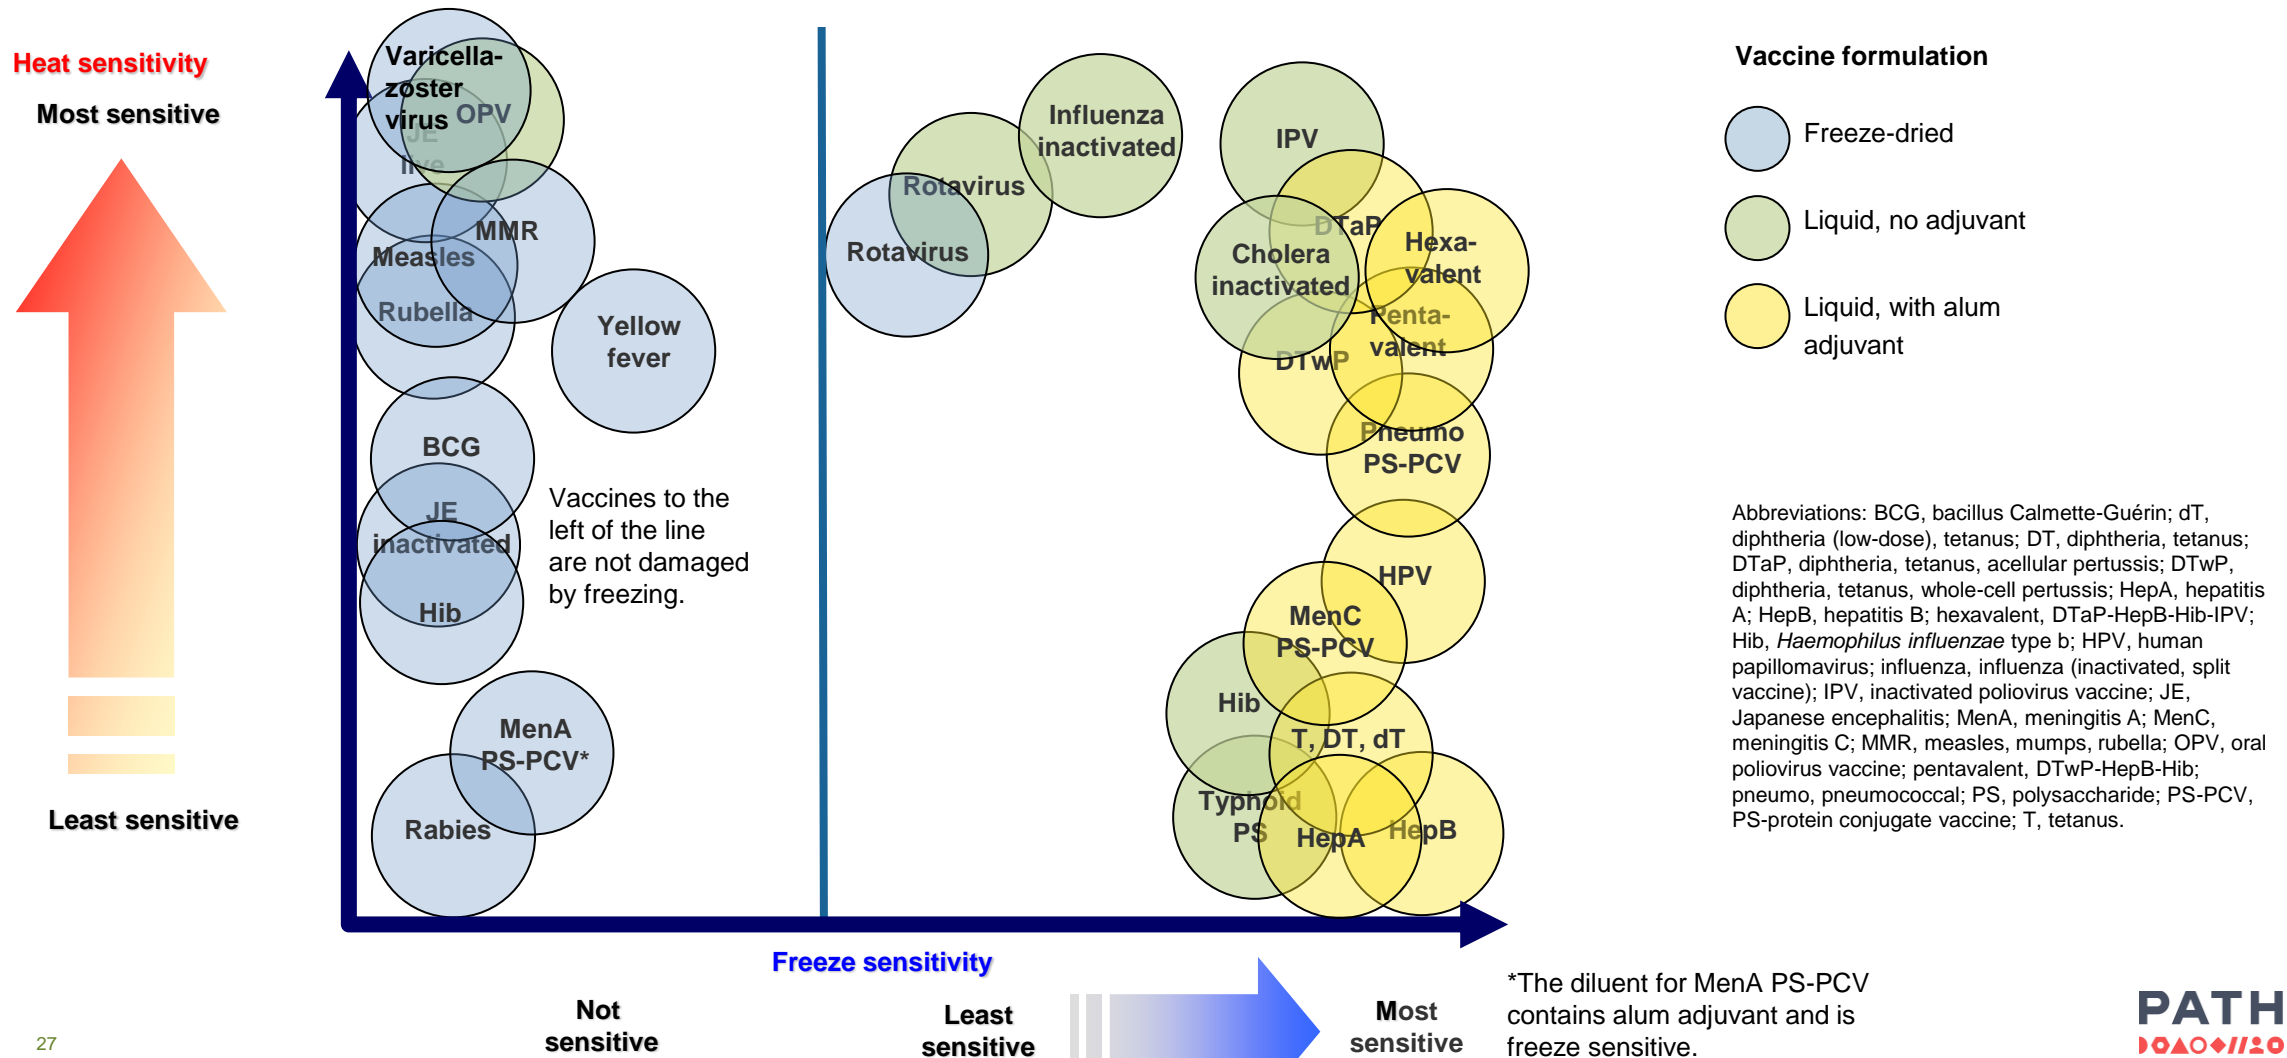 Heat sensitivity
Most sensitive
Least sensitive
Varicella-
zoster
virus
OPV
JE
live
MMR
Measles
Rubella
Yellow
fever
BCG
JE
inactivated
Hib
MenA
PS-PCV*
Rabies
Vaccines to the
left of the line
are not damaged
by freezing.
Influenza
inactivated
Rotavirus
Rotavirus
IPV
DTaP
Cholera
inactivated
Hexa-
valent
Penta-
valent
DTwP
Pneumo
PS-PCV
HPV
MenC
PS-PCV
Hib
T, DT, dT
Typhoid
PS
HepA
HepB
Freeze sensitivity
Not
sensitive
Least
sensitive
Most
sensitive
Vaccine formulation
Freeze-dried
Liquid, no adjuvant
Liquid, with alum
adjuvant
Abbreviations: BCG, bacillus Calmette-Guérin; dT,
diphtheria (low-dose), tetanus; DT, diphtheria, tetanus;
DTaP, diphtheria, tetanus, acellular pertussis; DTwP,
diphtheria, tetanus, whole-cell pertussis; HepA, hepatitis
A; HepB, hepatitis B; hexavalent, DTaP-HepB-Hib-IPV;
Hib, Haemophilus influenzae type b; HPV, human
papillomavirus; influenza, influenza (inactivated, split
vaccine); IPV, inactivated poliovirus vaccine; JE,
Japanese encephalitis; MenA, meningitis A; MenC,
meningitis C; MMR, measles, mumps, rubella; OPV, oral
poliovirus vaccine; pentavalent, DTwP-HepB-Hib;
pneumo, pneumococcal; PS, polysaccharide; PS-PCV,
PS-protein conjugate vaccine; T, tetanus.
*The diluent for MenA PS-PCV
contains alum adjuvant and is
freeze sensitive.
27
PATH